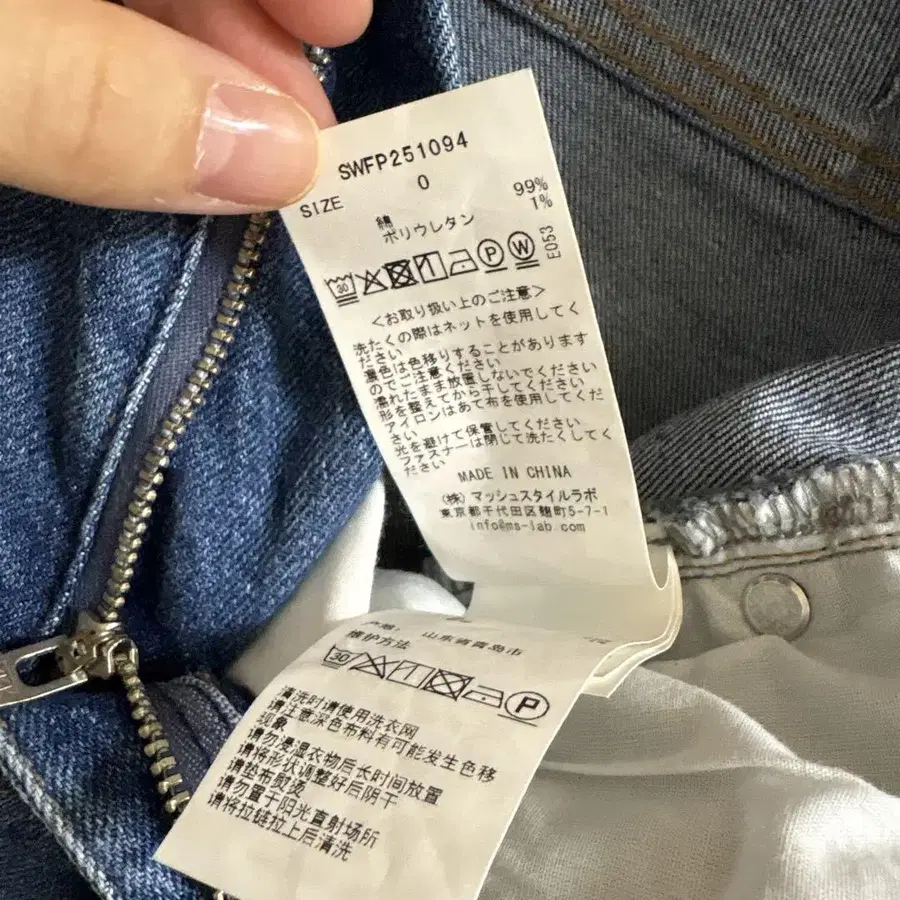 SWFP251094
SIZE 0
綿 99%
ポリウレタン 1%
30 P W E053
<お取り扱い上のご注意>
洗たくの際はネットを使用してく
ださい
濃色は色移りすることがあります
のでご注意ください
濡れたまま放置しないでください
形を整えてから干してください
アイロンはあて布を使用してくだ
さい
光を避けて保管してください
ファスナーは閉じて洗たくしてく
ださい
MADE IN CHINA
(株) マッシュスタイルラボ
東京都千代田区麹町5-7-1
info@ms-lab.com
山东省青岛市
维护方法
30 P
清洗时请使用洗衣网
请注意深色布料有可能发生色移
现象
请勿是湿衣物后长时间放置
请将形状调整好后阴干
请垫布熨烫
请勿置于阳光直射场所
请将拉链拉上后清洗